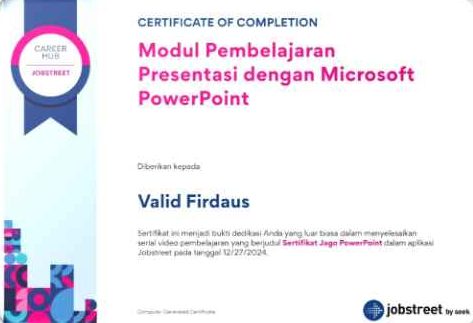 CERTIFICATE OF COMPLETION
CAREER
HUB
JOBSTREET
Modul Pembelajaran
Presentasi dengan Microsoft
PowerPoint
Diberikan kepada
Valid Firdaus
Sertifikat ini menjadi bukti dedikasi Anda yang luar biasa dalam menyelesaikan
serial video pembelajaran yang berjudul Sertifikat Jago PowerPoint dalam aplikasi
Jobstreet pada tanggal 12/27/2024.
Computer Generated Certificate
jobstreet by seek